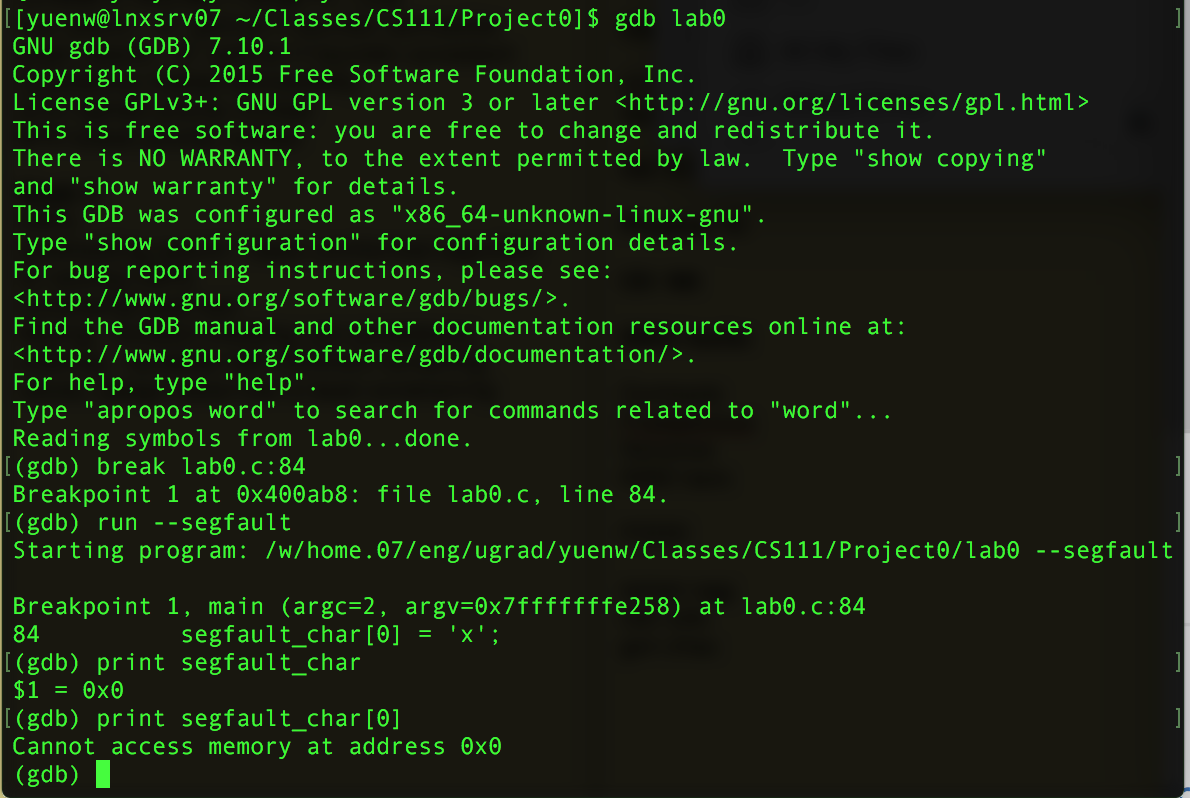 [[yuenw@lnxsrv07 ~/Classes/CS111/Project0]$ gdb lab0 ]
GNU gdb (GDB) 7.10.1
Copyright (C) 2015 Free Software Foundation, Inc.
License GPLv3+: GNU GPL version 3 or later <http://gnu.org/licenses/gpl.html>
This is free software: you are free to change and redistribute it.
There is NO WARRANTY, to the extent permitted by law.  Type "show copying"
and "show warranty" for details.
This GDB was configured as "x86_64-unknown-linux-gnu".
Type "show configuration" for configuration details.
For bug reporting instructions, please see:
<http://www.gnu.org/software/gdb/bugs/>.
Find the GDB manual and other documentation resources online at:
<http://www.gnu.org/software/gdb/documentation/>.
For help, type "help".
Type "apropos word" to search for commands related to "word"...
Reading symbols from lab0...done.
[(gdb) break lab0.c:84 ]
Breakpoint 1 at 0x400ab8: file lab0.c, line 84.
[(gdb) run --segfault ]
Starting program: /w/home.07/eng/ugrad/yuenw/Classes/CS111/Project0/lab0 --segfault
Breakpoint 1, main (argc=2, argv=0x7fffffffe258) at lab0.c:84
84          segfault_char[0] = 'x';
[(gdb) print segfault_char ]
$1 = 0x0
[(gdb) print segfault_char[0] ]
Cannot access memory at address 0x0
(gdb)